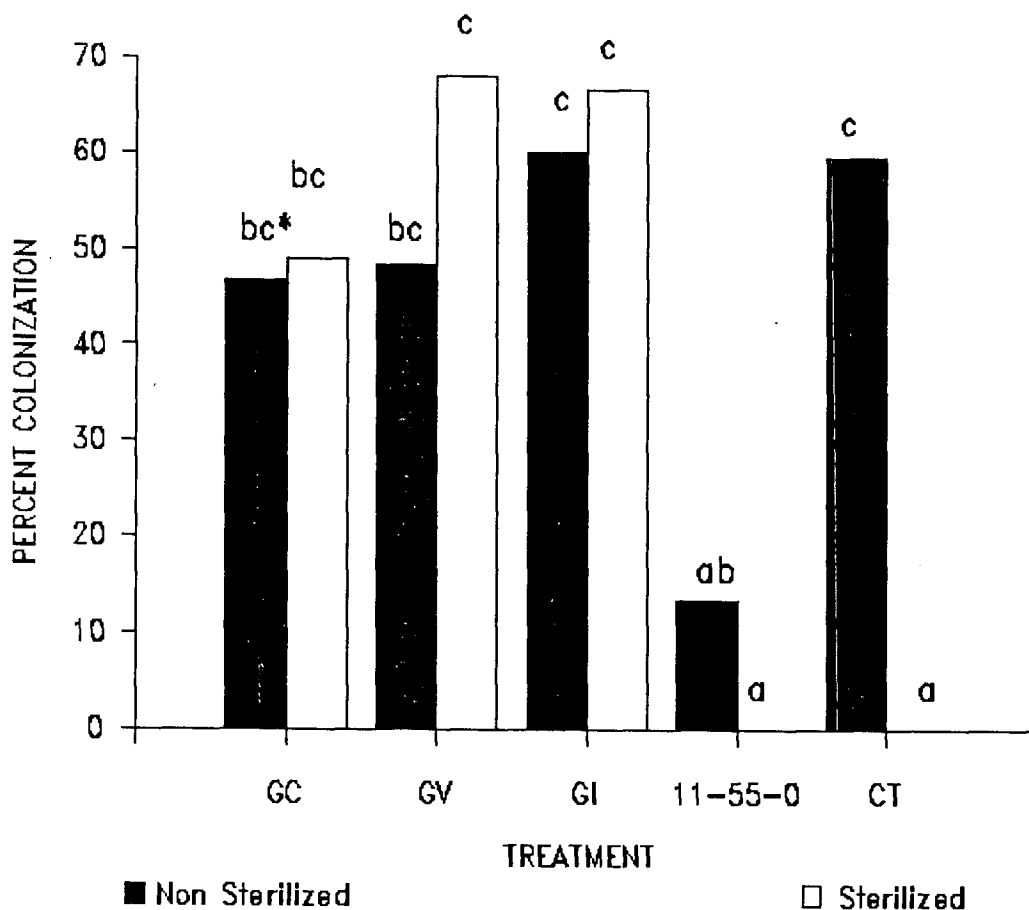 PERCENT COLONIZATION
70
60
50
40
30
20
10
0
bc*
bc
bc
c
c
c
ab
a
c
a
GC GV GI 11-55-0 CT
TREATMENT
Non Sterilized Sterilized